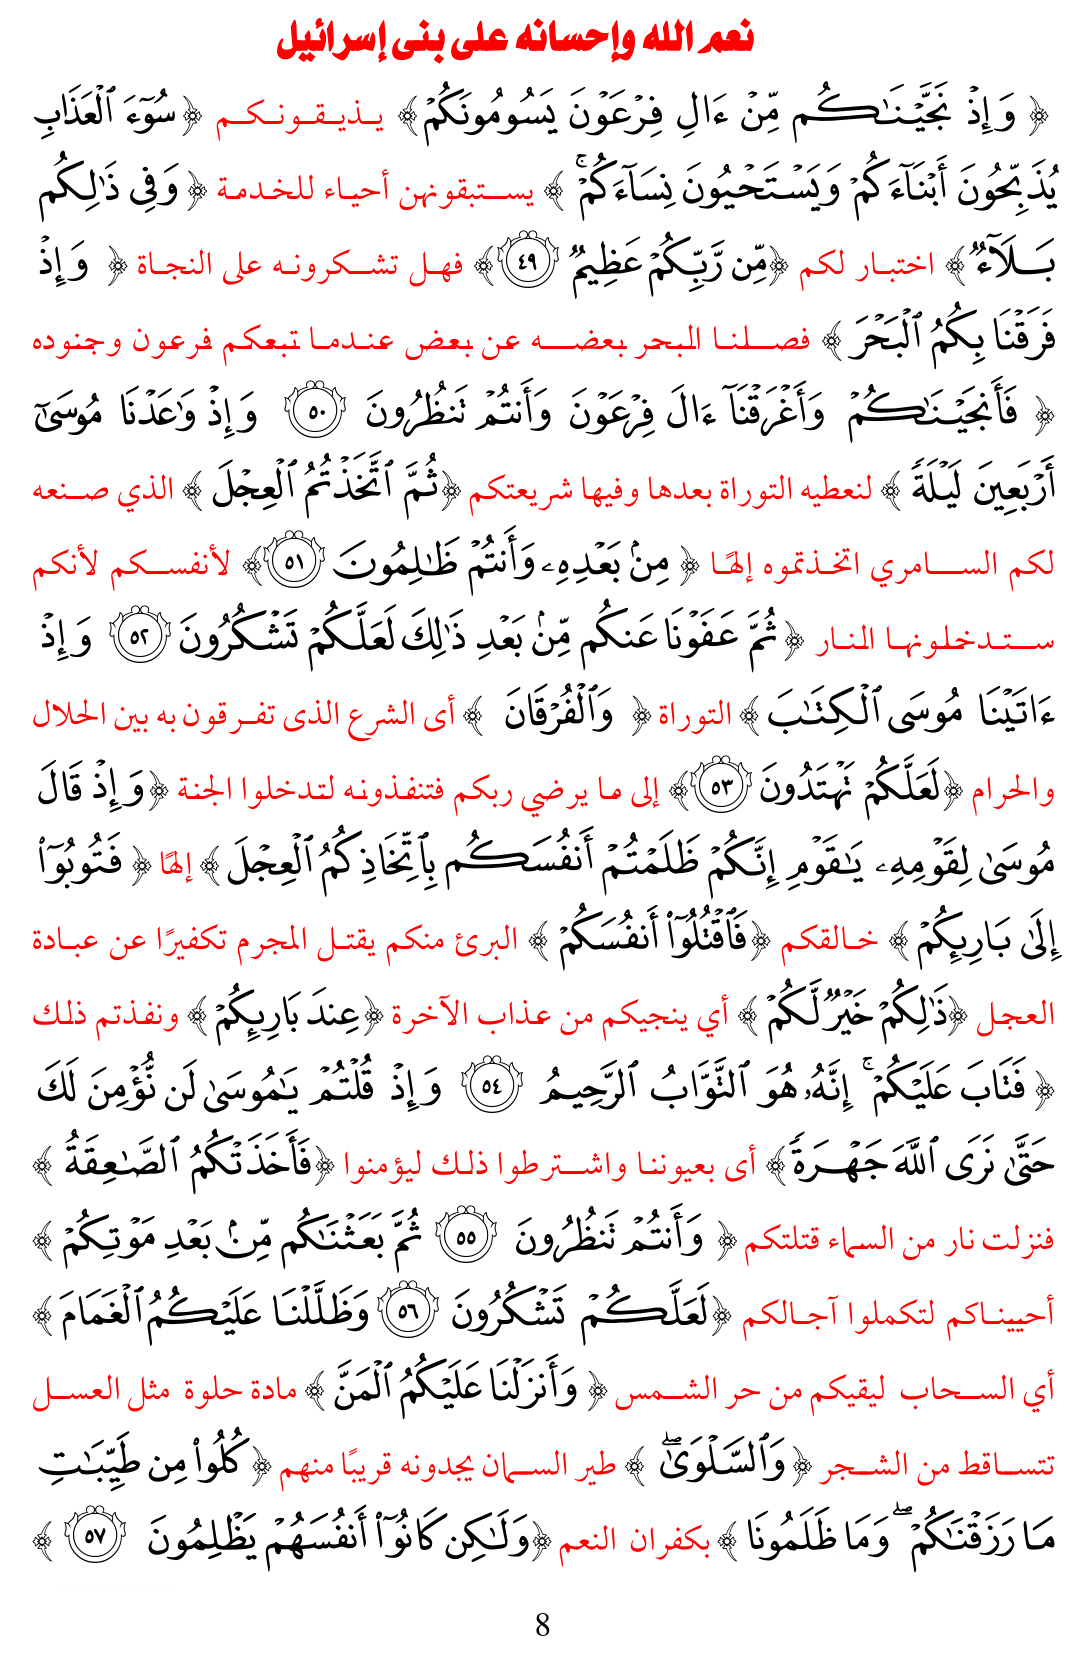 نعم الله وإحسانه على بنى إسرائيل
﴿ وَإِذۡ نَجَّيۡنَٰكُم مِّنۡ ءَالِ فِرۡعَوۡنَ يَسُومُونَكُمۡ﴾ يـذيـقـونـكـم ﴿ سُوٓءَ ٱلۡعَذَابِ
يُذَبِّحُونَ أَبۡنَآءَكُمۡ وَيَسۡتَحۡيُونَ نِسَآءَكُمۡۚ ﴾ يستبقونهن أحياء للخدمة ﴿ وَفِي ذَٰلِكُم
بَلَآءٞ﴾ اختبار لكم ﴿مِّن رَّبِّكُمۡ عَظِيمٞ ٤٩﴾ فهل تشكرونه على النجاة ﴿ وَإِذۡ
فَرَقۡنَا بِكُمُ ٱلۡبَحۡرَ ﴾ فصلنا البحر بعضه عن بعض عندما تبعكم فرعون وجنوده
﴿ فَأَنجَيۡنَٰكُمۡ وَأَغۡرَقۡنَآ ءَالَ فِرۡعَوۡنَ وَأَنتُمۡ تَنظُرُونَ ٥٠ وَإِذۡ وَٰعَدۡنَا مُوسَىٰٓ
أَرۡبَعِينَ لَيۡلَةٗ ﴾ لنعطيه التوراة بعدها وفيها شريعتكم ﴿ثُمَّ ٱتَّخَذۡتُمُ ٱلۡعِجۡلَ ﴾ الذي صنعه
لكم السامري اتخذتموه إلهًا ﴿ مِنۢ بَعۡدِهِۦ وَأَنتُمۡ ظَٰلِمُونَ ٥١﴾ لأنفسكم لأنكم
ستدخلونها النار ﴿ ثُمَّ عَفَوۡنَا عَنكُم مِّنۢ بَعۡدِ ذَٰلِكَ لَعَلَّكُمۡ تَشۡكُرُونَ ٥٢ وَإِذۡ
ءَاتَيۡنَا مُوسَى ٱلۡكِتَٰبَ ﴾ التوراة ﴿ وَٱلۡفُرۡقَانَ ﴾ أى الشرع الذى تفرقون به بين الحلال
والحرام ﴿لَعَلَّكُمۡ تَهۡتَدُونَ ٥٣﴾ إلى ما يرضي ربكم فتنفذونه لتدخلوا الجنة ﴿وَإِذۡ قَالَ
مُوسَىٰ لِقَوۡمِهِۦ يَٰقَوۡمِ إِنَّكُمۡ ظَلَمۡتُمۡ أَنفُسَكُم بِٱتِّخَاذِكُمُ ٱلۡعِجۡلَ ﴾ إلهًا ﴿ فَتُوبُوٓاْ
إِلَىٰ بَارِئِكُمۡ ﴾ خالقكم ﴿فَٱقۡتُلُوٓاْ أَنفُسَكُمۡ ﴾ البرئ منكم يقتل المجرم تكفيرًا عن عبادة
العجل ﴿ذَٰلِكُمۡ خَيۡرٞ لَّكُمۡ ﴾ أي ينجيكم من عذاب الآخرة ﴿عِندَ بَارِئِكُمۡ ﴾ ونفذتم ذلك
﴿ فَتَابَ عَلَيۡكُمۡۚ إِنَّهُۥ هُوَ ٱلتَّوَّابُ ٱلرَّحِيمُ ٥٤ وَإِذۡ قُلۡتُمۡ يَٰمُوسَىٰ لَن نُّؤۡمِنَ لَكَ
حَتَّىٰ نَرَى ٱللَّهَ جَهۡرَةٗ ﴾ أى بعيوننا واشترطوا ذلك ليؤمنوا ﴿فَأَخَذَتۡكُمُ ٱلصَّٰعِقَةُ ﴾
فنزلت نار من السماء قتلتكم ﴿ وَأَنتُمۡ تَنظُرُونَ ٥٥ ثُمَّ بَعَثۡنَٰكُم مِّنۢ بَعۡدِ مَوۡتِكُمۡ ﴾
أحييناكم لتكملوا آجالكم ﴿لَعَلَّكُمۡ تَشۡكُرُونَ ٥٦ وَظَلَّلۡنَا عَلَيۡكُمُ ٱلۡغَمَامَ ﴾
أي السحاب ليقيكم من حر الشمس ﴿ وَأَنزَلۡنَا عَلَيۡكُمُ ٱلۡمَنَّ ﴾ مادة حلوة مثل العسل
تتساقط من الشجر ﴿وَٱلسَّلۡوَىٰۖ ﴾ طير السمان يجدونه قريبًا منهم ﴿كُلُواْ مِن طَيِّبَٰتِ
مَا رَزَقۡنَٰكُمۡۖ وَمَا ظَلَمُونَا ﴾ بكفران النعم ﴿وَلَٰكِن كَانُوٓاْ أَنفُسَهُمۡ يَظۡلِمُونَ ٥٧ ﴾
8